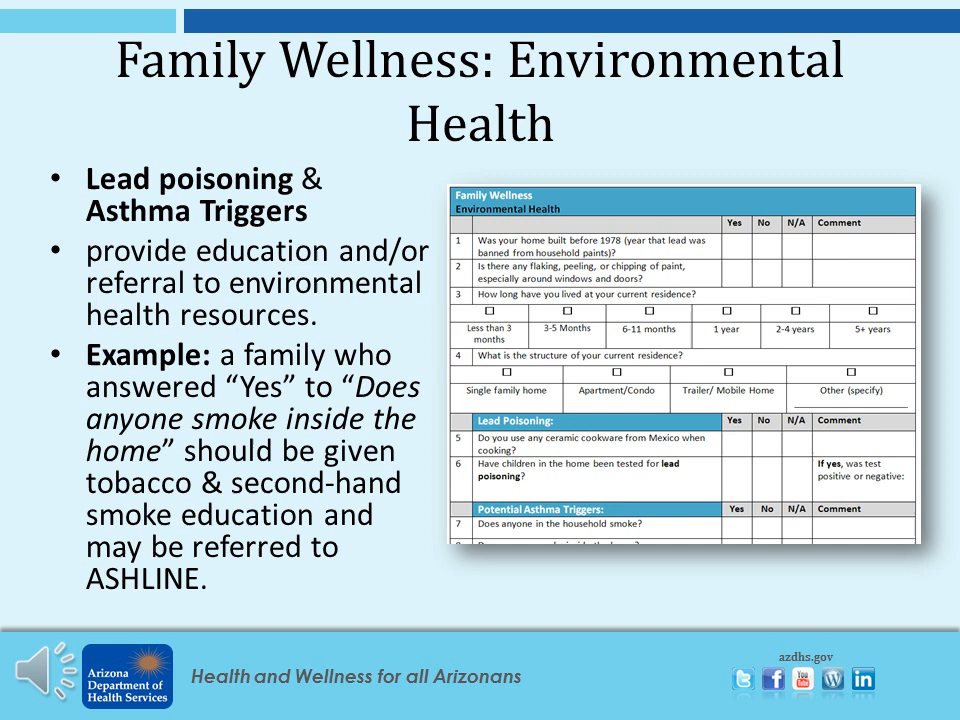 Family Wellness: Environmental
Health
• Lead poisoning &
Asthma Triggers
• provide education and/or
referral to environmental
health resources.
• Example: a family who
answered “Yes” to “Does
anyone smoke inside the
home” should be given
tobacco & second-hand
smoke education and
may be referred to
ASHLINE.
Family Wellness
Environmental Health
Yes No N/A Comment
1 Was your home built before 1978 (year that lead was
banned from household paints)?
2 Is there any flaking, peeling, or chipping of paint,
especially around windows and doors?
3 How long have you lived at your current residence?
☐ ☐ ☐ ☐ ☐ ☐
Less than 3
months
3-5 Months
6-11 months
1 year
2-4 years
5+ years
4 What is the structure of your current residence?
☐ ☐ ☐ ☐
Single family home Apartment/Condo Trailer/ Mobile Home Other (specify)
Lead Poisoning: Yes No N/A Comment
5 Do you use any ceramic cookware from Mexico when
cooking?
6 Have children in the home been tested for lead
poisoning?
If yes, was test
positive or negative:
Potential Asthma Triggers: Yes No N/A Comment
7 Does anyone in the household smoke?
Arizona
Department of
Health Services
Health and Wellness for all Arizonans
azdhs.gov
You
Tube